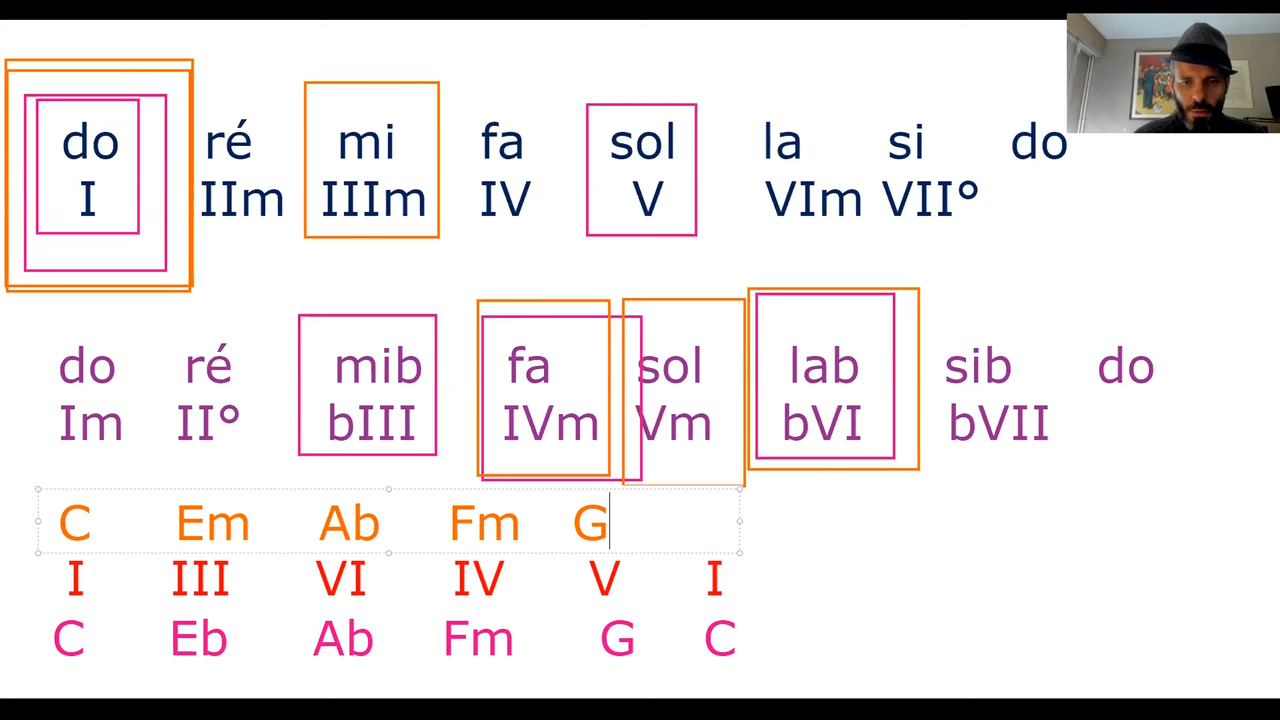 do ré mi fa sol la si do
I IIm IIIm IV V VIm VII°
do ré mib fa sol lab sib do
Im II° bIII IVm Vm bVI bVII
C Em Ab Fm G
I III VI IV V I
C Eb Ab Fm G C